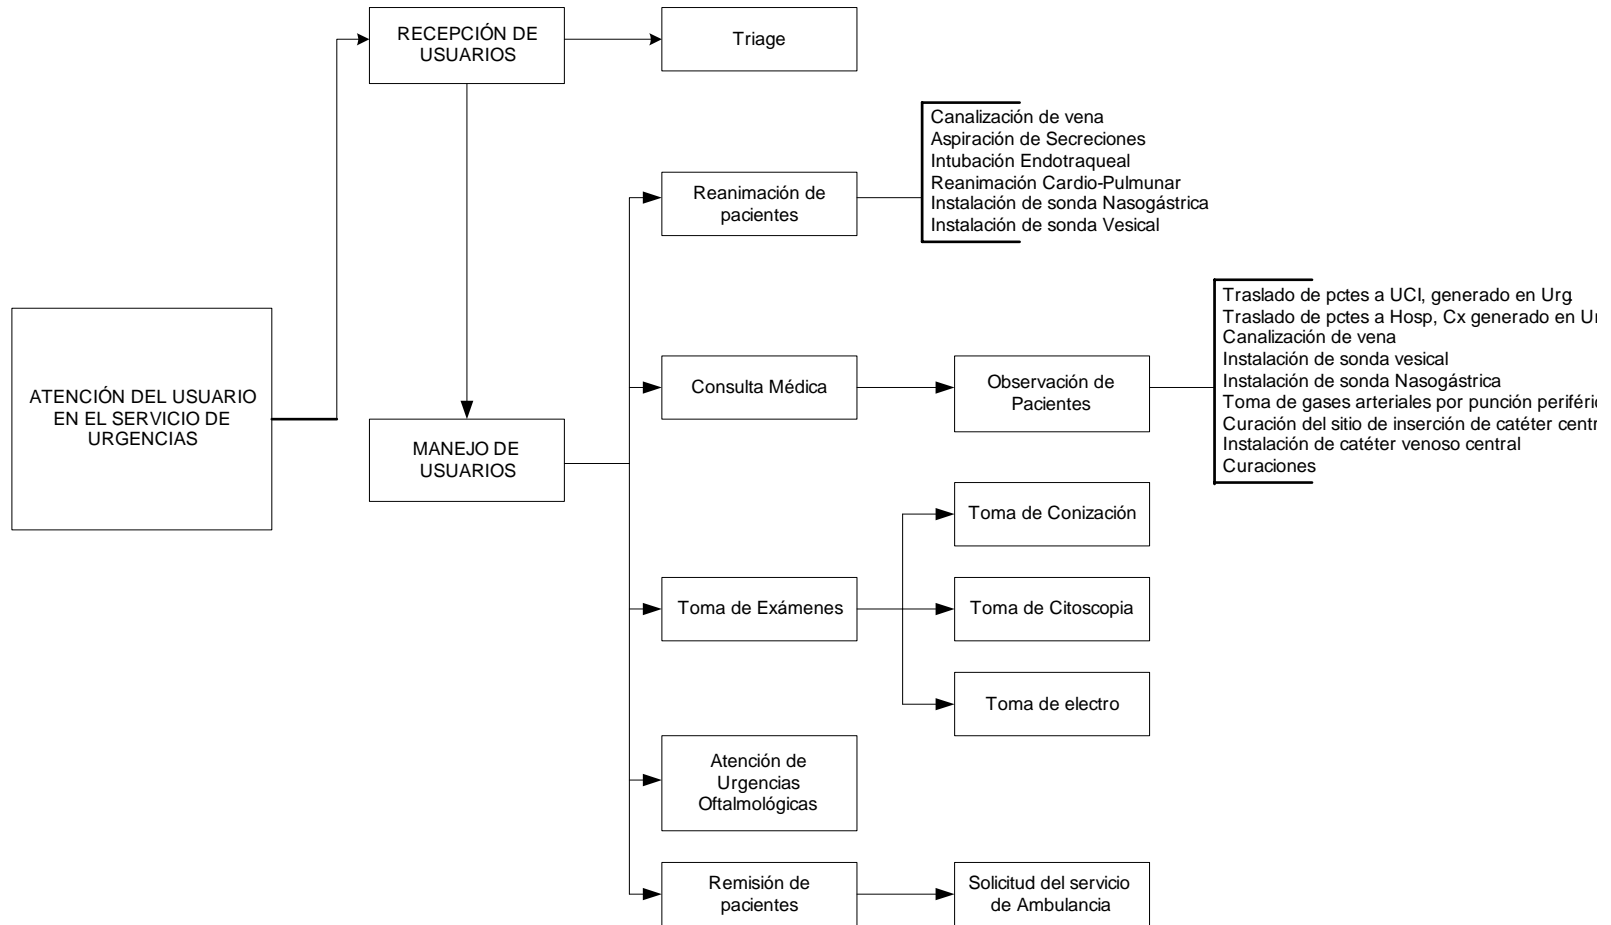 RECEPCIÓN DE
USUARIOS
Triage
Canalización de vena
Aspiración de Secreciones
Intubación Endotraqueal
Reanimación Cardio-Pulmunar
Instalación de sonda Nasogástrica
Instalación de sonda Vesical
Reanimación de
pacientes
Traslado de pctes a UCI, generado en Urg.
Traslado de pctes a Hosp, Cx generado en
Canalización de vena
Instalación de sonda vesical
Instalación de sonda Nasogástrica
Toma de gases arteriales por punción
Curación del sitio de inserción de catéter
Instalación de catéter venoso central
Curaciones
ATENCIÓN DEL USUARIO
EN EL SERVICIO DE
URGENCIAS
Consulta Médica
Observación de
Pacientes
MANEJO DE
USUARIOS
Toma de Conización
Toma de Exámenes
Toma de Citoscopia
Toma de electro
Atención de
Urgencias
Oftalmológicas
Remisión de
pacientes
Solicitud del servicio
de Ambulancia